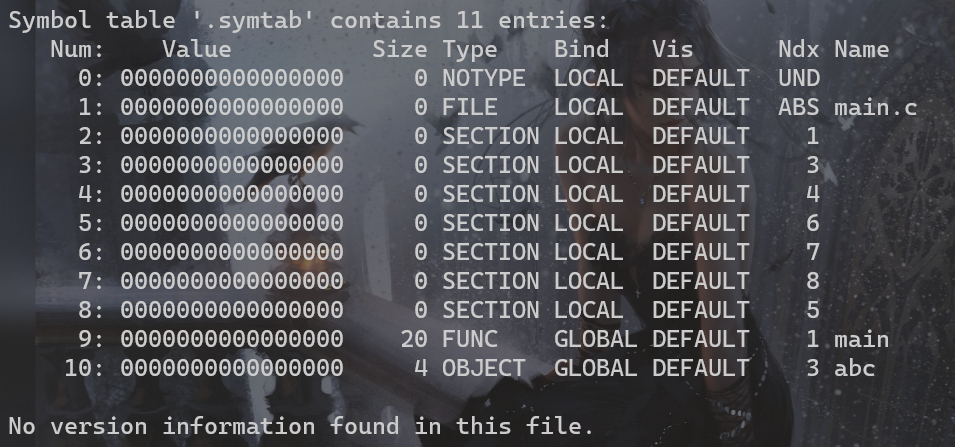 Symbol table '.symtab' contains 11 entries:
   Num:    Value          Size Type    Bind   Vis      Ndx Name
     0: 0000000000000000     0 NOTYPE  LOCAL  DEFAULT  UND
     1: 0000000000000000     0 FILE    LOCAL  DEFAULT  ABS main.c
     2: 0000000000000000     0 SECTION LOCAL  DEFAULT    1
     3: 0000000000000000     0 SECTION LOCAL  DEFAULT    3
     4: 0000000000000000     0 SECTION LOCAL  DEFAULT    4
     5: 0000000000000000     0 SECTION LOCAL  DEFAULT    6
     6: 0000000000000000     0 SECTION LOCAL  DEFAULT    7
     7: 0000000000000000     0 SECTION LOCAL  DEFAULT    8
     8: 0000000000000000     0 SECTION LOCAL  DEFAULT    5
     9: 0000000000000000    20 FUNC    GLOBAL DEFAULT    1 main
    10: 0000000000000000     4 OBJECT  GLOBAL DEFAULT    3 abc
No version information found in this file.